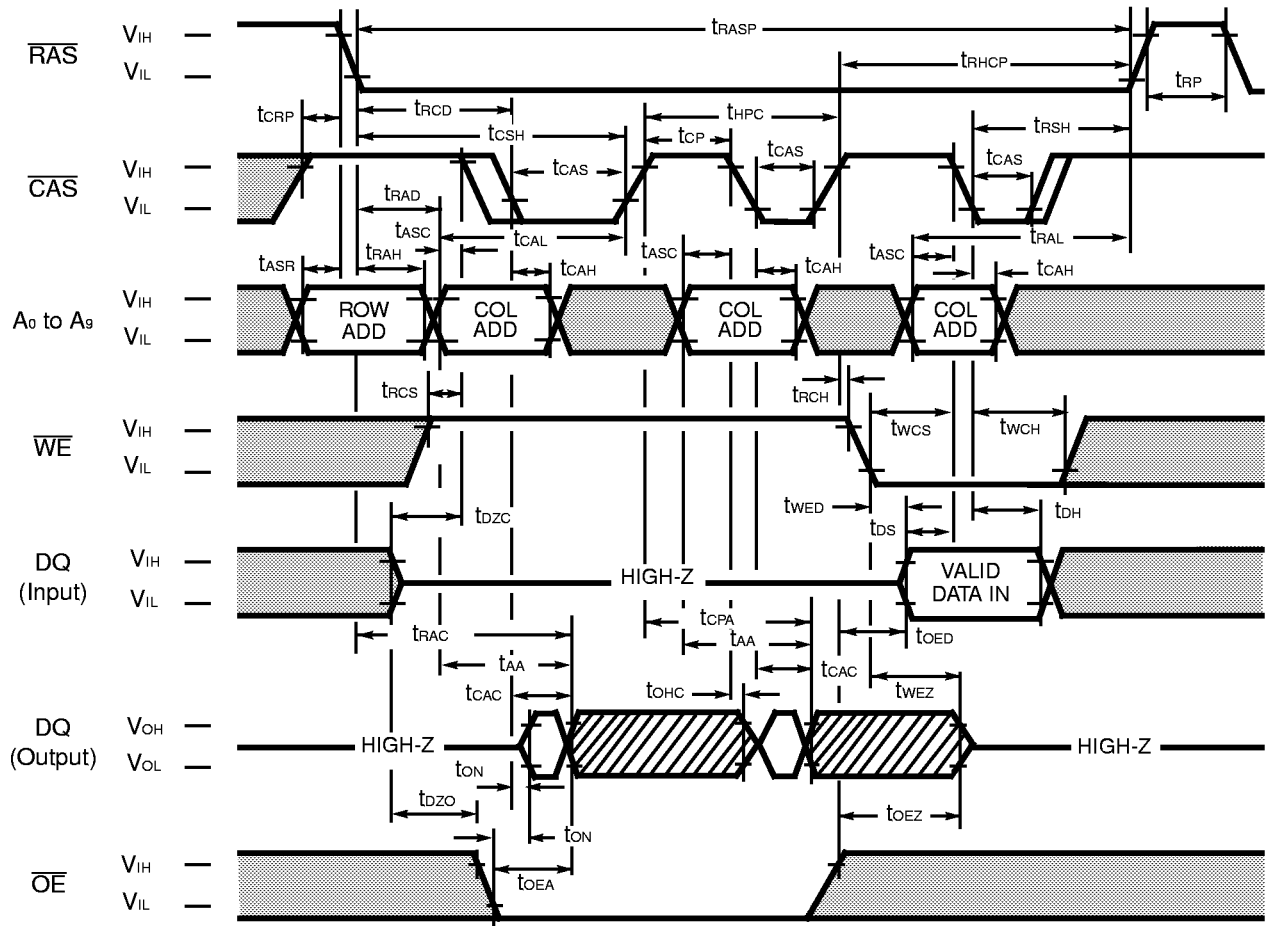 RAS
VIH
VIL
tRASP
tRHCP
tRP
tCRP
tRCD
tHPC
tCSH
tCP
tRSH
CAS
VIH
VIL
tCAS
tCAS
tCAS
tRAD
tASC
tCAL
tRAL
tASR
tRAH
tCAH
tASC
tCAH
tASC
tCAH
A0 to A9
VIH
VIL
ROW ADD
COL ADD
COL ADD
COL ADD
tRCS
tRCH
WE
VIH
VIL
tWCS
tWCH
tDZC
tWED
tDS
tDH
DQ (Input)
VIH
VIL
HIGH-Z
VALID DATA IN
tRAC
tCPA
tOED
tAA
tAA
tCAC
tCAC
tOHC
tWEZ
DQ (Output)
VOH
VOL
HIGH-Z
HIGH-Z
tON
tDZO
tON
tOEZ
OE
VIH
VIL
tOEA